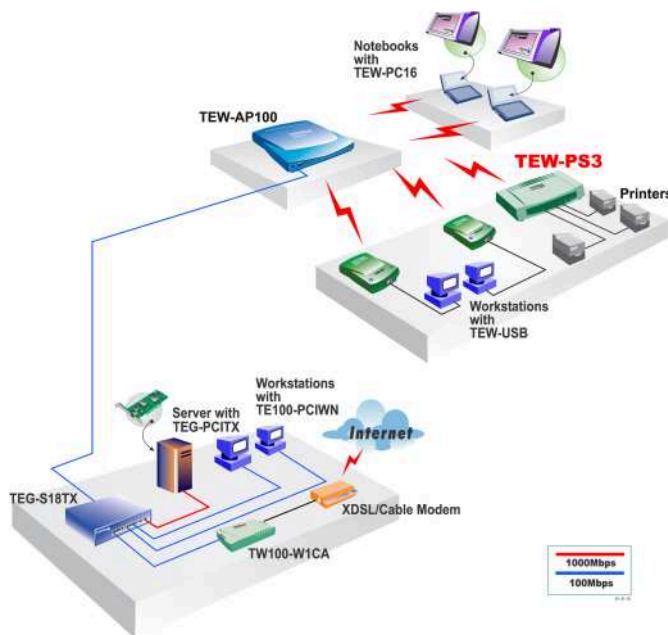 Notebooks
with
TEW-PC16
TEW-AP100
TEW-PS3
Printers
Workstations
with
TEW-USB
Workstations
with
TE100-PCIWN
Server with
TEG-PCITX
Internet
TEG-S18TX
XDSL/Cable Modem
TW100-W1CA
1000Mbps
100Mbps